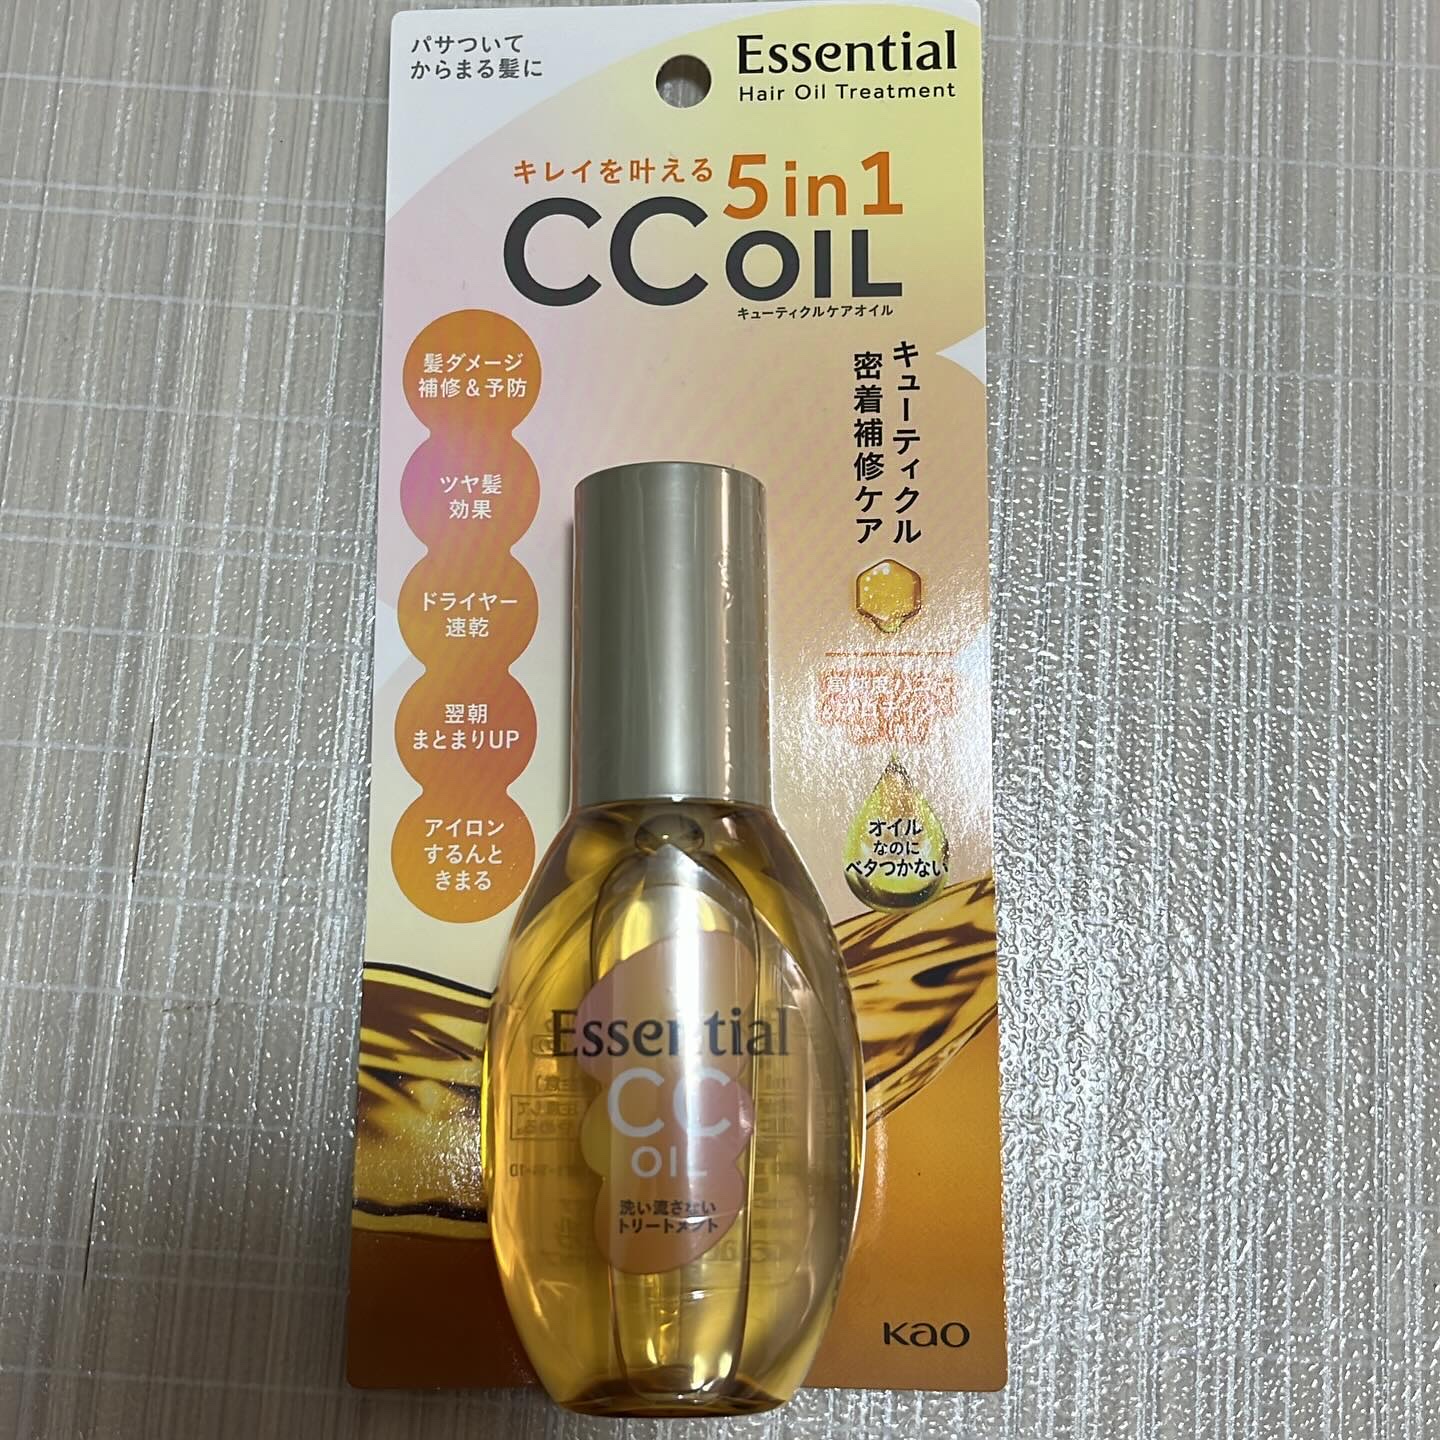 パサついて
からまる髪に
Essential
Hair Oil Treatment
キレイを叶える
5in1
CC OIL
キューティクルケアオイル
キューティクル
密着補修ケア
髪ダメージ
補修&予防
ツヤ髪
効果
ドライヤー
速乾
翌朝
まとまりUP
アイロン
するんと
きまる
オイル
なのに
ベタつかない
Essential
CC
OIL
洗い流さない
トリートメント
Kao